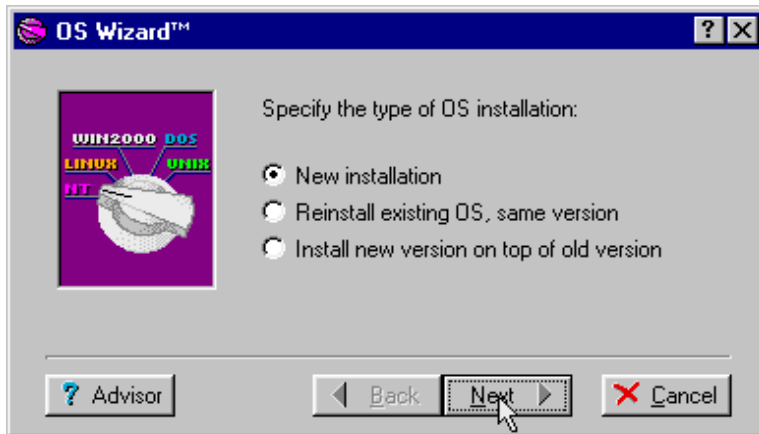 OS Wizard™
Specify the type of OS installation:
WIN2000 DOS
LINUX UNIX
NT
New installation
Reinstall existing OS, same version
Install new version on top of old version
? Advisor
Back
Next
Cancel